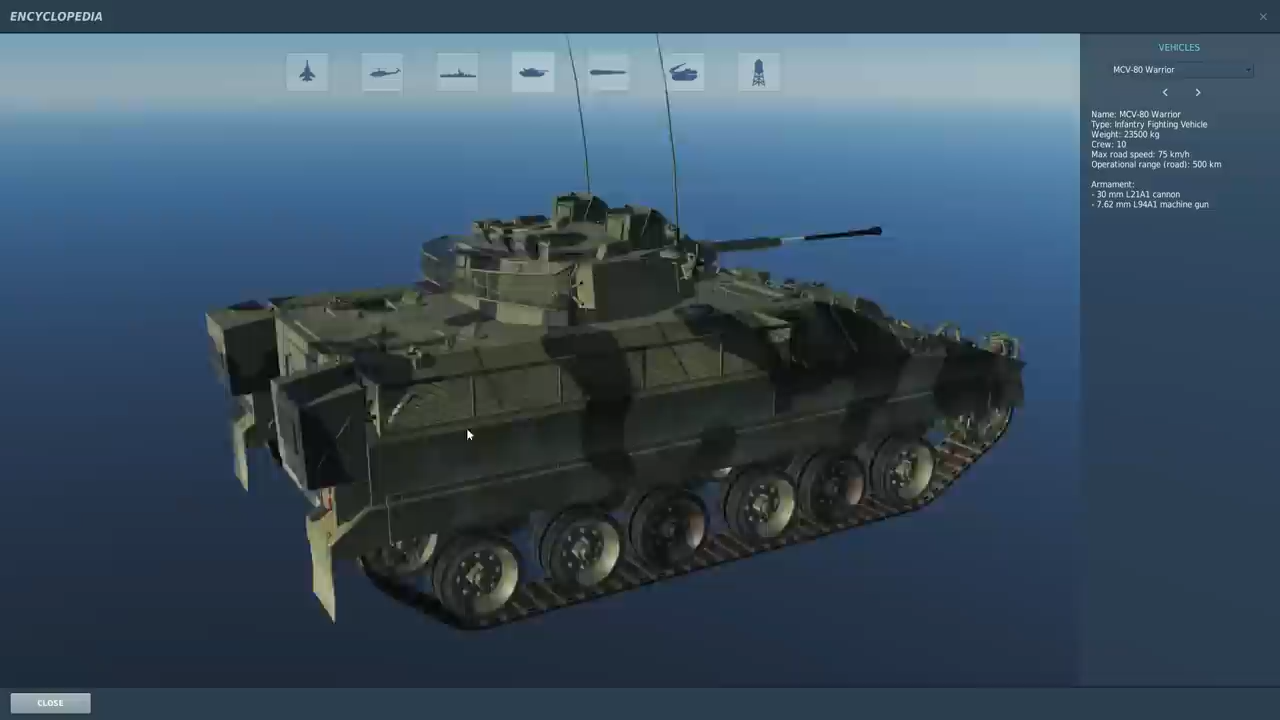 ENCYCLOPEDIA
VEHICLES
MCV-80 Warrior
Name: MCV-80 Warrior
Type: Infantry Fighting Vehicle
Weight: 23500 kg
Crew: 10
Max road speed: 75 km/h
Operational range (road): 500 km
Armament:
- 30 mm L21A1 cannon
- 7.62 mm L94A1 machine gun
CLOSE